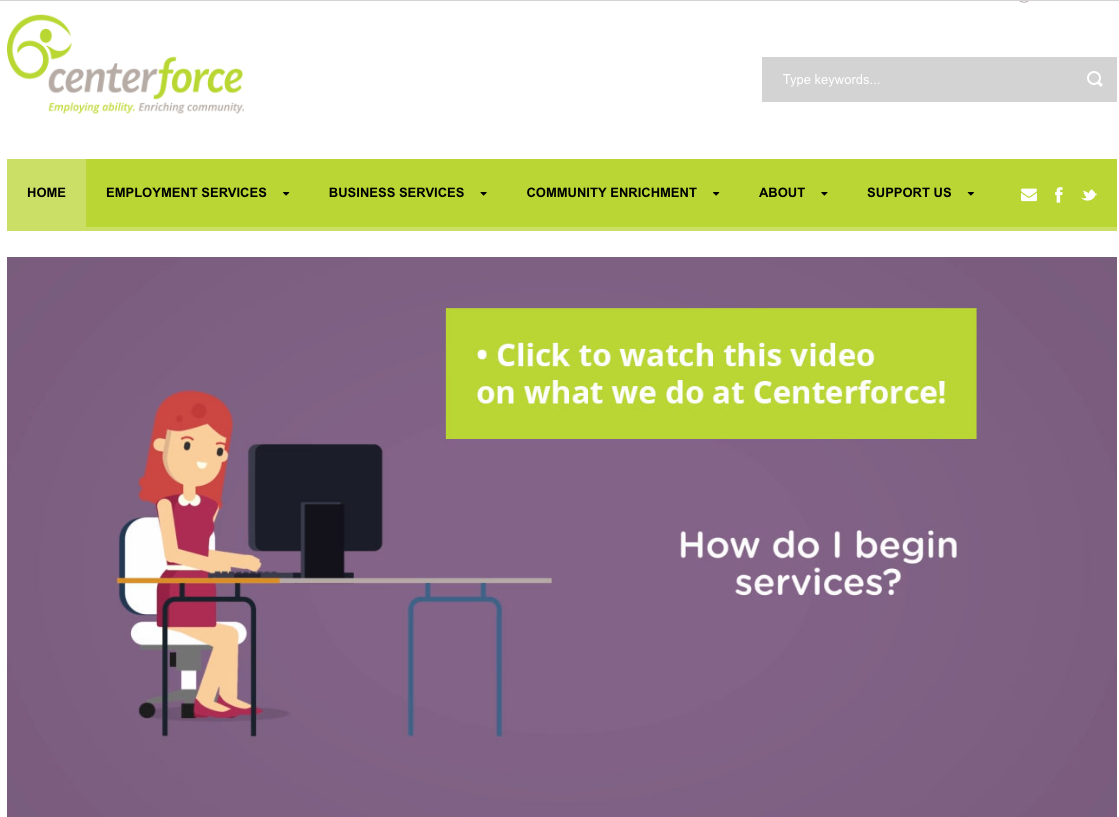 centerforce
Employing ability. Enriching community.
Type keywords...
HOME EMPLOYMENT SERVICES BUSINESS SERVICES COMMUNITY ENRICHMENT ABOUT SUPPORT US
• Click to watch this video
on what we do at Centerforce!
How do I begin
services?